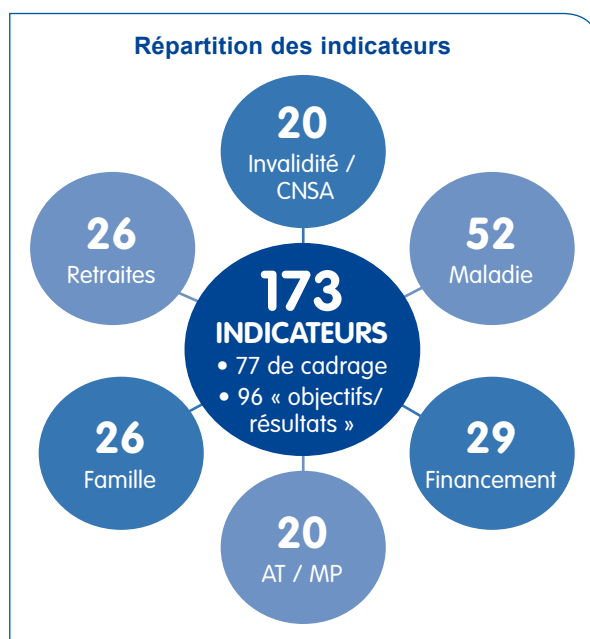 Répartition des indicateurs
20
Invalidité /
CNSA
26
Retraites
52
Maladie
173
INDICATEURS
• 77 de cadrage
• 96 « objectifs/
résultats »
26
Famille
29
Financement
20
AT / MP